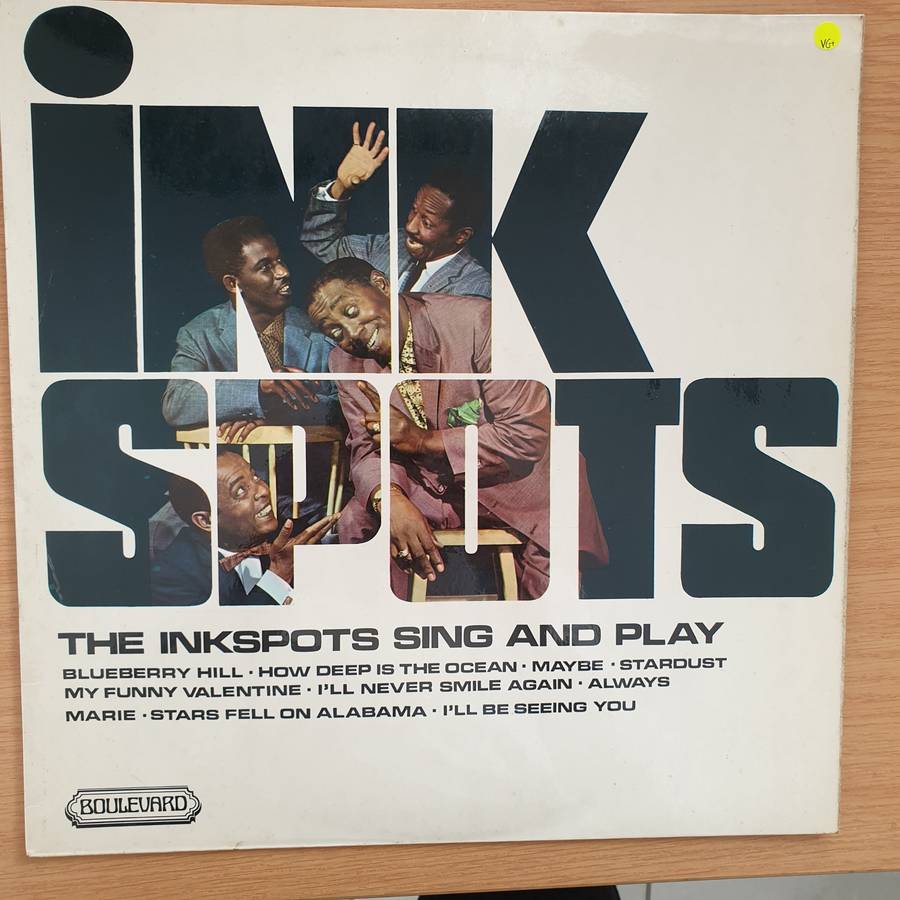 VG+
iNK
SPOTS
THE INKSPOTS SING AND PLAY
BLUEBERRY HILL · HOW DEEP IS THE OCEAN · MAYBE · STARDUST
MY FUNNY VALENTINE · I'LL NEVER SMILE AGAIN · ALWAYS
MARIE · STARS FELL ON ALABAMA · I'LL BE SEEING YOU
BOULEVARD